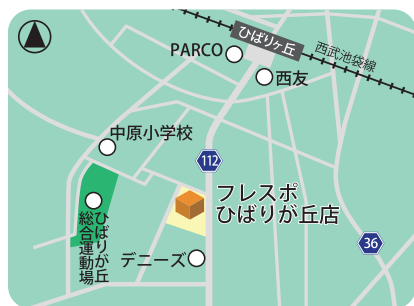 ひばりヶ丘
西武池袋線
PARCO
西友
中原小学校
112
フレスポ
ひばりが丘店
ひばりが丘
総合運動場
デニーズ
36